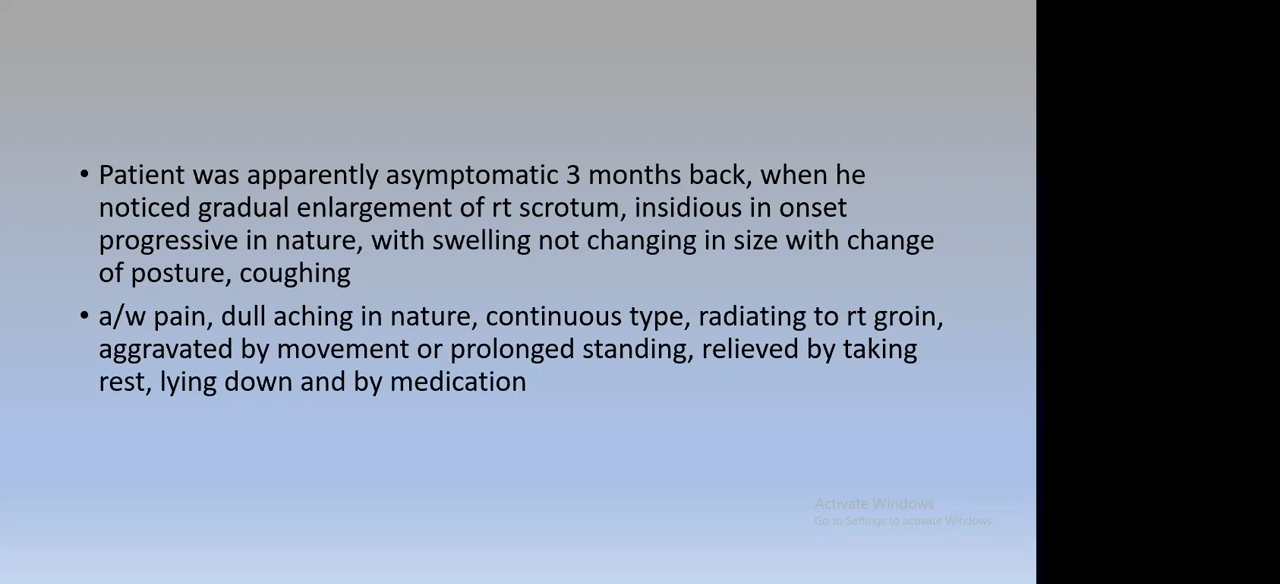 • Patient was apparently asymptomatic 3 months back, when he
noticed gradual enlargement of rt scrotum, insidious in onset
progressive in nature, with swelling not changing in size with change
of posture, coughing
• a/w pain, dull aching in nature, continuous type, radiating to rt groin,
aggravated by movement or prolonged standing, relieved by taking
rest, lying down and by medication
Activate Windows
Go to Settings to activate Windows.